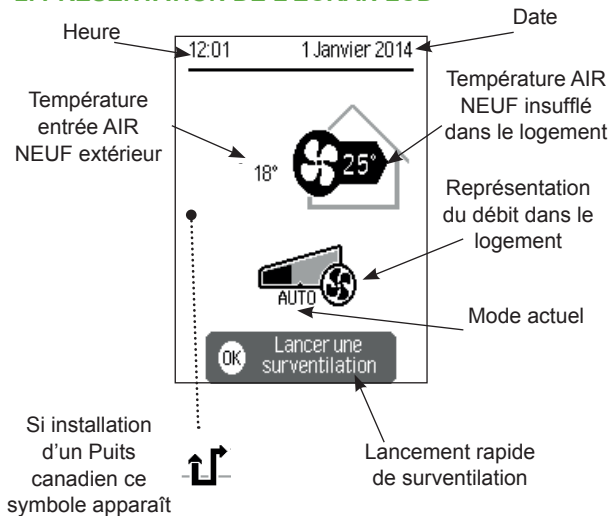 Heure
Date
12:01
1 Janvier 2014
Température
entrée AIR
NEUF extérieur
Température AIR
NEUF insufflé
dans le logement
18°
25°
Représentation
du débit dans le
logement
AUTO
Mode actuel
OK
Lancer une
surventilation
Si installation
d'un Puits
canadien ce
symbole apparaît
Lancement rapide
de surventilation